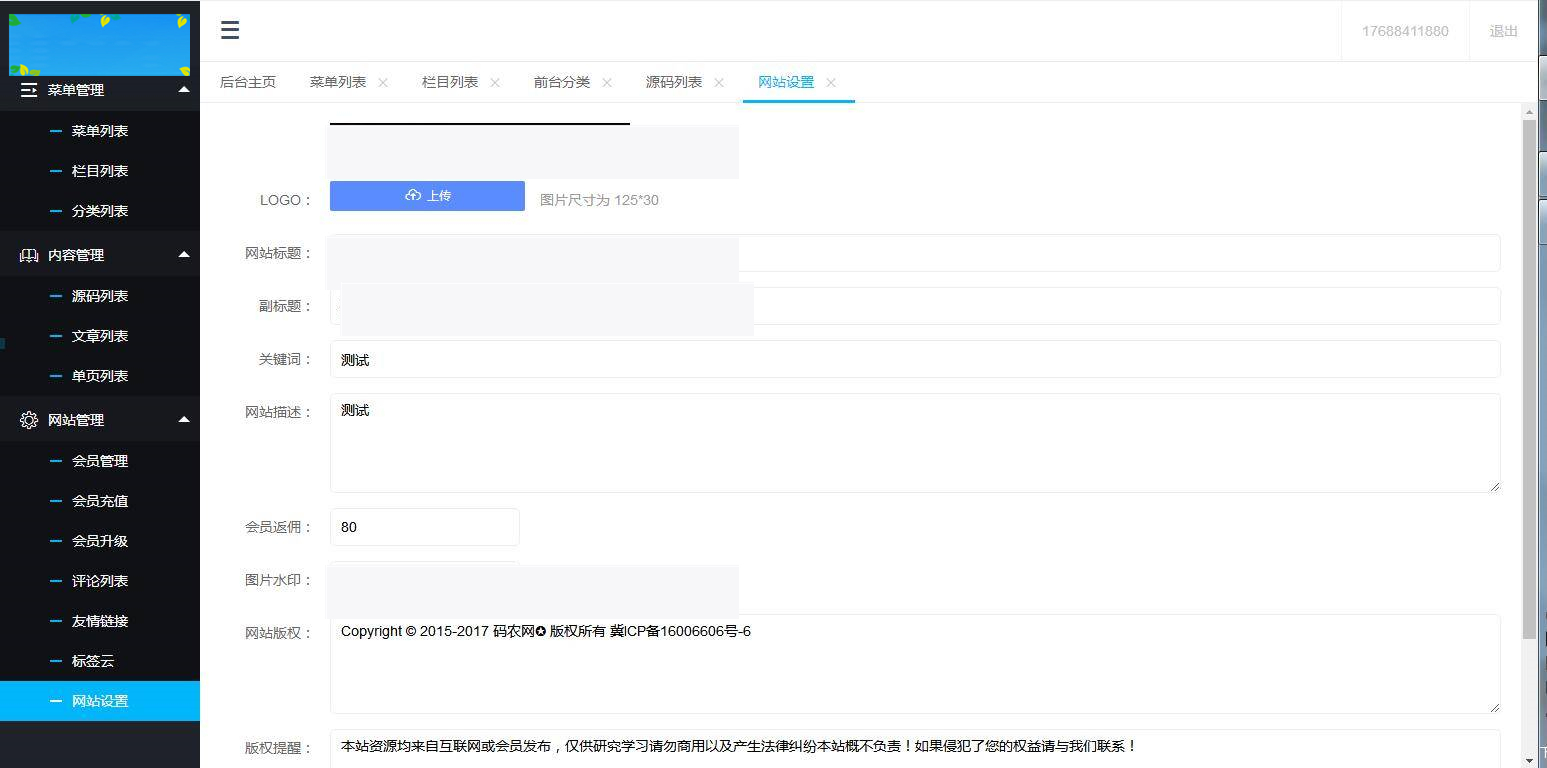 17688411880 退出
后台主页 菜单列表 栏目列表 前台分类 源码列表 网站设置
菜单管理
菜单列表
栏目列表
分类列表
内容管理
源码列表
文章列表
单页列表
网站管理
会员管理
会员充值
会员升级
评论列表
友情链接
标签云
网站设置
LOGO： 上传 图片尺寸为 125*30
网站标题：
副标题：
关键词： 测试
网站描述： 测试
会员返佣： 80
图片水印：
网站版权： Copyright © 2015-2017 码农网✪ 版权所有 冀ICP备16006606号-6
版权提醒： 本站资源均来自互联网或会员发布，仅供研究学习请勿商用以及产生法律纠纷本站概不负责！如果侵犯了您的权益请与我们联系！